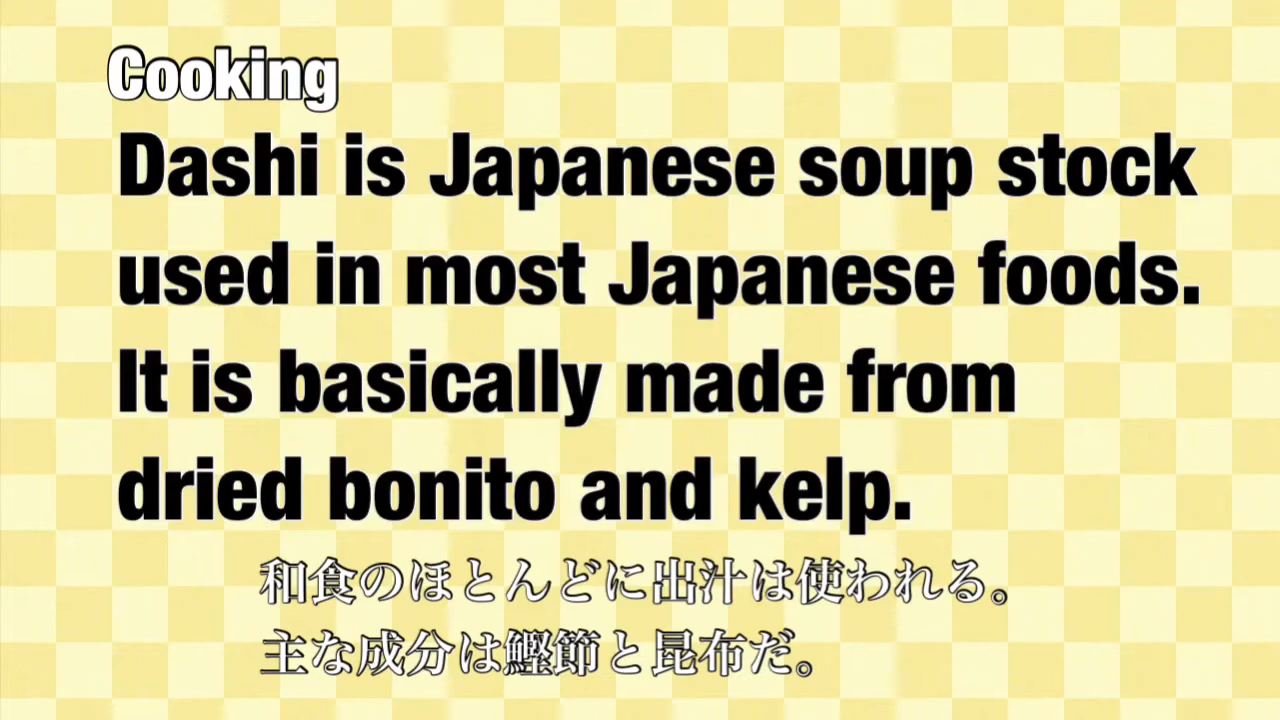 Cooking
Dashi is Japanese soup stock
used in most Japanese foods.
It is basically made from
dried bonito and kelp.
和食のほとんどに出汁は使われる。
主な成分は鰹節と昆布だ。